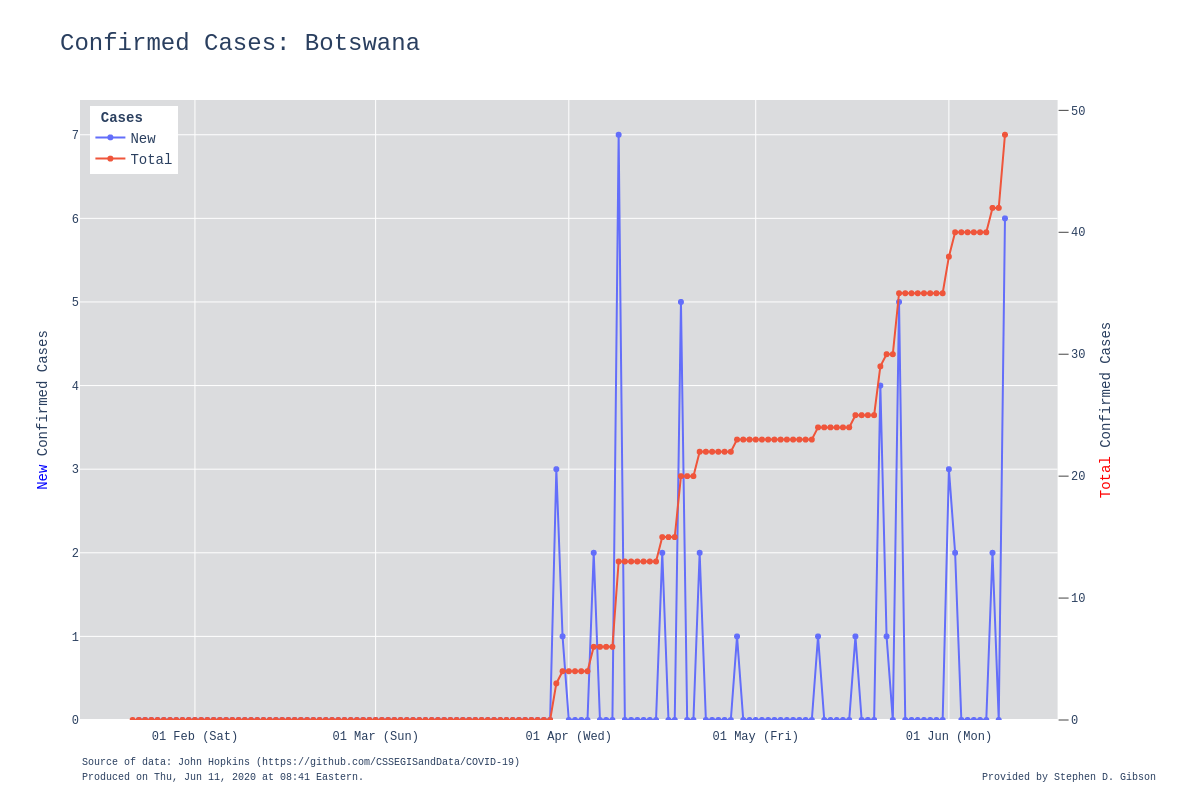 Confirmed Cases: Botswana
Cases
New
Total
7
6
5
4
3
2
1
0
50
40
30
20
10
0
New Confirmed Cases
Total Confirmed Cases
01 Feb (Sat)
01 Mar (Sun)
01 Apr (Wed)
01 May (Fri)
01 Jun (Mon)
Source of data: John Hopkins (https://github.com/CSSEGISandData/COVID-19)
Produced on Thu, Jun 11, 2020 at 08:41 Eastern.
Provided by Stephen D. Gibson